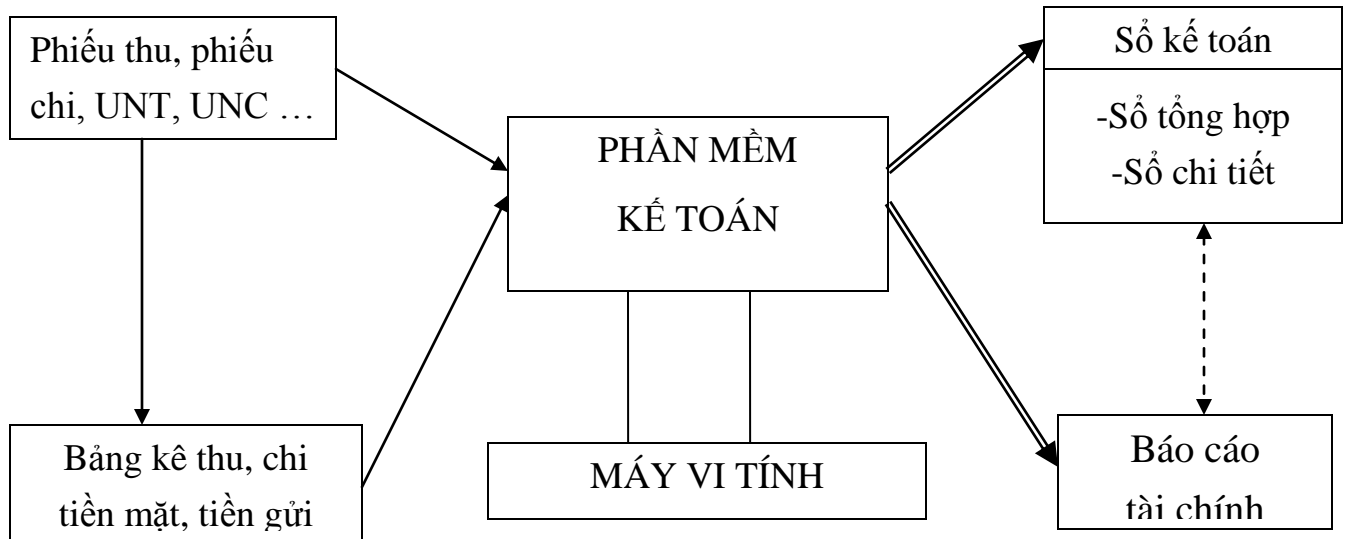 Phiếu thu, phiếu
chi, UNT, UNC …
Bảng kê thu, chi
tiền mặt, tiền gửi
PHẦN MỀM
KẾ TOÁN
MÁY VI TÍNH
Sổ kế toán
-Sổ tổng hợp
-Sổ chi tiết
Báo cáo
tài chính